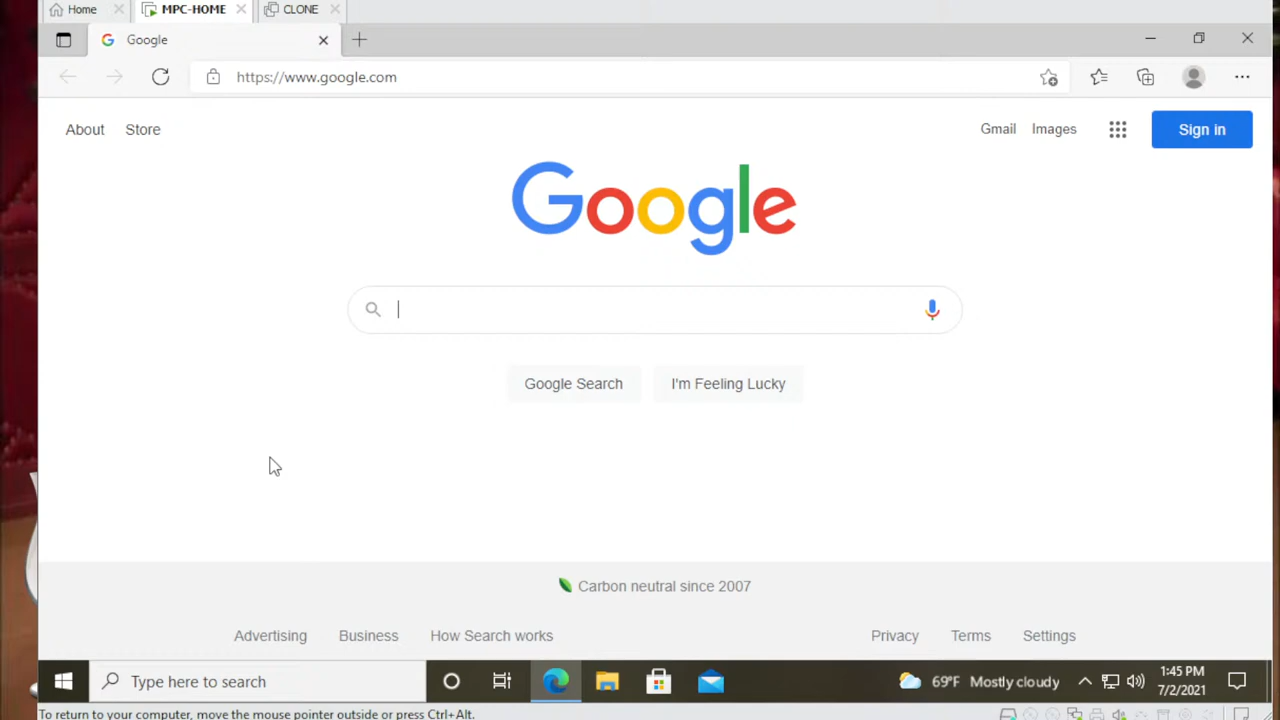 Home MPC-HOME CLONE
Google
https://www.google.com
About Store Gmail Images Sign in
Google
Google Search I'm Feeling Lucky
Carbon neutral since 2007
Advertising Business How Search works Privacy Terms Settings
Type here to search 69°F Mostly cloudy 1:45 PM
7/2/2021
To return to your computer, move the mouse pointer outside or press Ctrl+Alt.